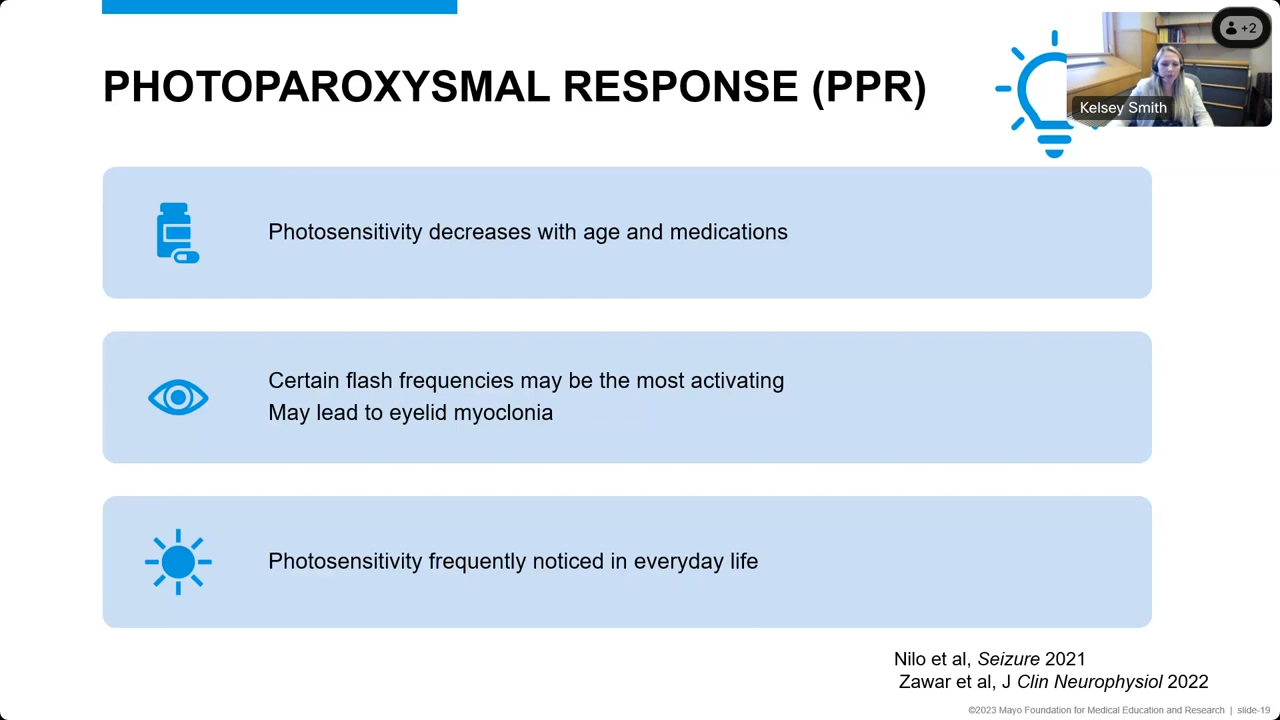 PHOTOPAROXYSMAL RESPONSE (PPR)
+2
Kelsey Smith
Photosensitivity decreases with age and medications
Certain flash frequencies may be the most activating
May lead to eyelid myoclonia
Photosensitivity frequently noticed in everyday life
Nilo et al, Seizure 2021
Zawar et al, J Clin Neurophysiol 2022
©2023 Mayo Foundation for Medical Education and Research | slide-19